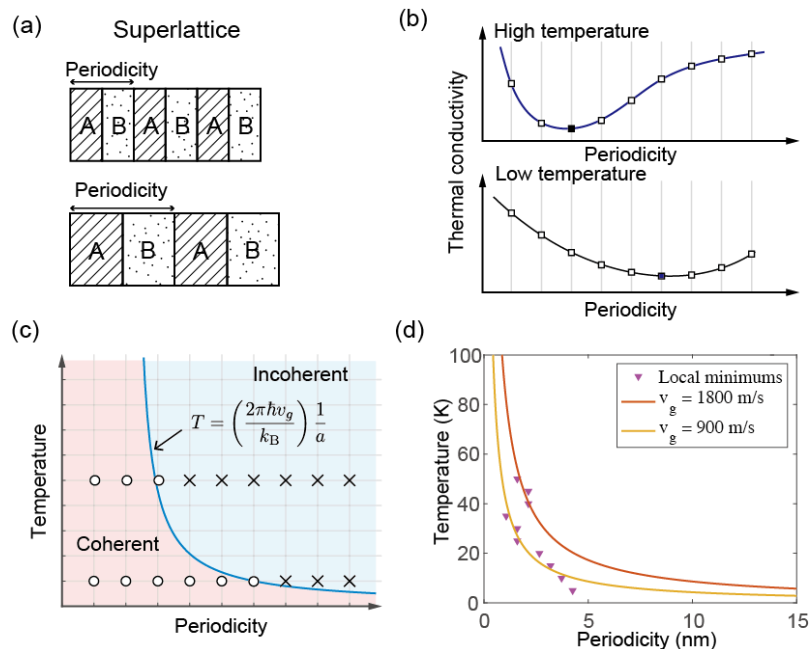 (a)
Superlattice
Periodicity
A B A B A B
Periodicity
A B A B
(b)
High temperature
Periodicity
Low temperature
Periodicity
Thermal conductivity
(c)
Incoherent
T = (2πħv_g / k_B) 1/a
Coherent
Temperature
Periodicity
(d)
100
80
60
40
20
0
Temperature (K)
Local minimums
v_g = 1800 m/s
v_g = 900 m/s
0 5 10 15
Periodicity (nm)